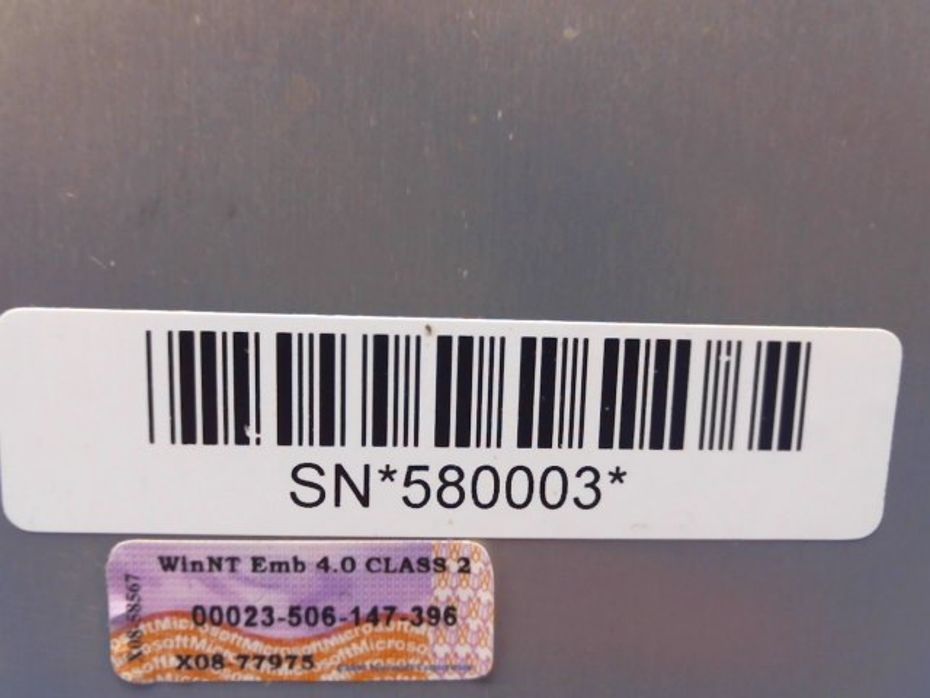 SN*580003*
WinNT Emb 4.0 CLASS 2
00023-506-147-396
X08-58567
X08 77975